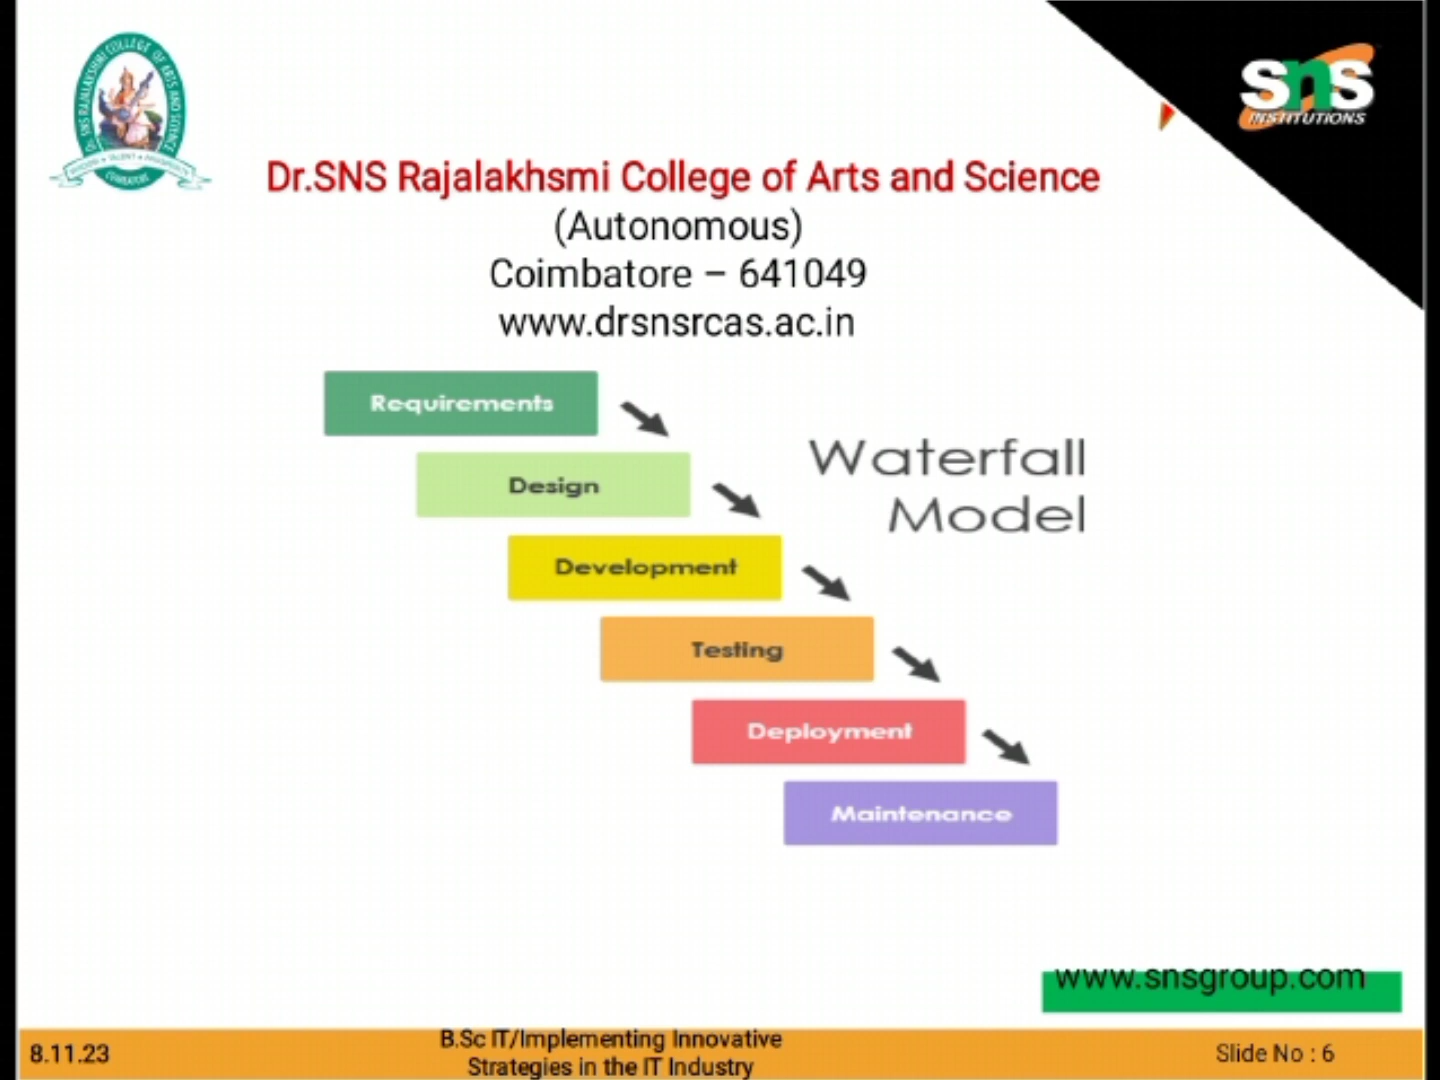 Dr.SNS Rajalakhsmi College of Arts and Science
(Autonomous)
Coimbatore – 641049
www.drsnsrcas.ac.in
SNS
INSTITUTIONS
Requirements
Design
Waterfall
Model
Development
Testing
Deployment
Maintenance
www.snsgroup.com
8.11.23
B.Sc IT/Implementing Innovative
Strategies in the IT Industry
Slide No : 6